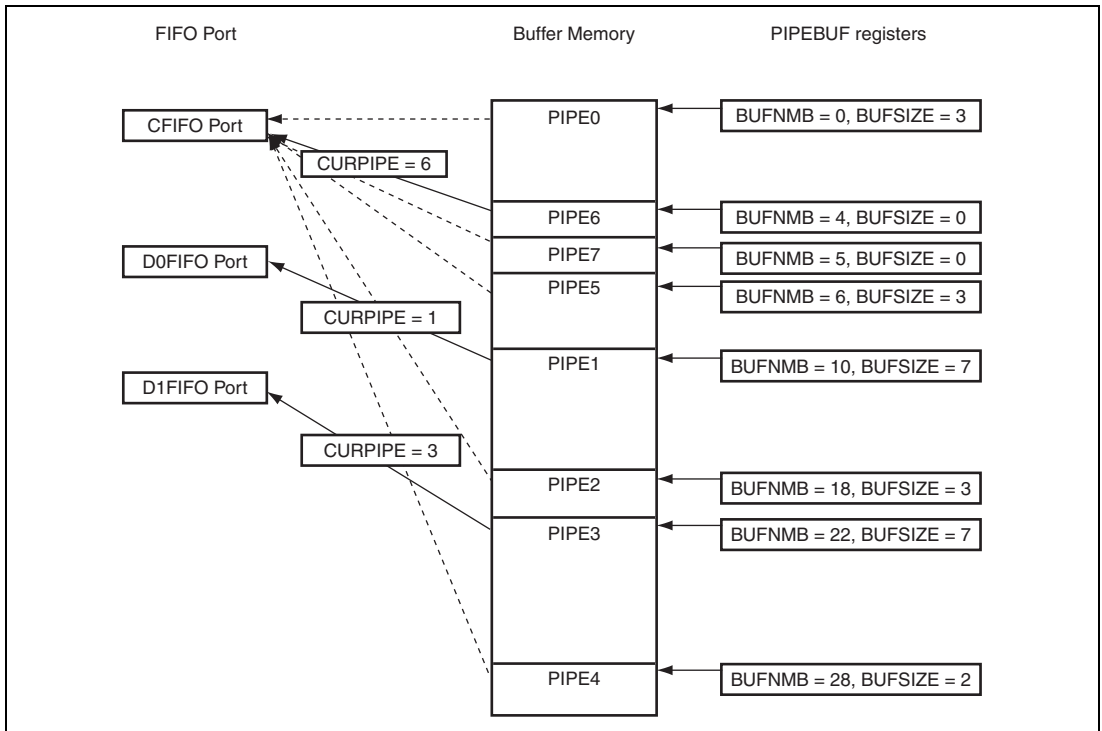 FIFO Port
Buffer Memory
PIPEBUF registers
CFIFO Port
PIPE0
BUFNMB = 0, BUFSIZE = 3
CURPIPE = 6
PIPE6
BUFNMB = 4, BUFSIZE = 0
D0FIFO Port
PIPE7
BUFNMB = 5, BUFSIZE = 0
PIPE5
BUFNMB = 6, BUFSIZE = 3
CURPIPE = 1
PIPE1
BUFNMB = 10, BUFSIZE = 7
D1FIFO Port
CURPIPE = 3
PIPE2
BUFNMB = 18, BUFSIZE = 3
PIPE3
BUFNMB = 22, BUFSIZE = 7
PIPE4
BUFNMB = 28, BUFSIZE = 2